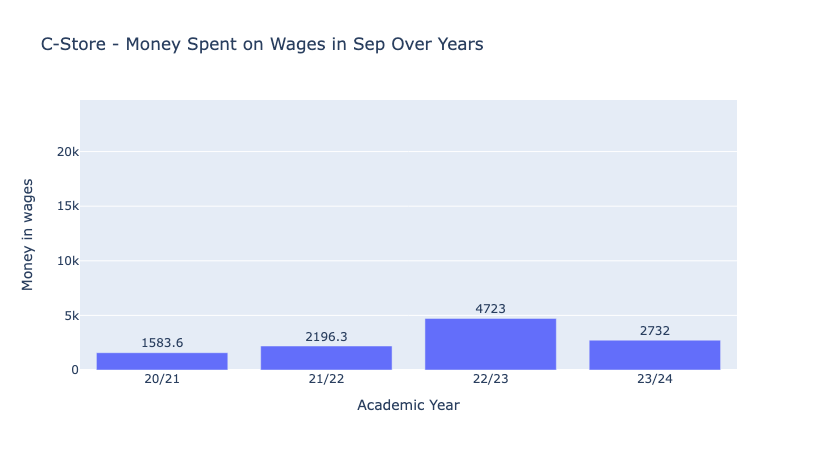 C-Store - Money Spent on Wages in Sep Over Years
Money in wages
20k
15k
10k
5k
0
1583.6
2196.3
4723
2732
20/21
21/22
22/23
23/24
Academic Year